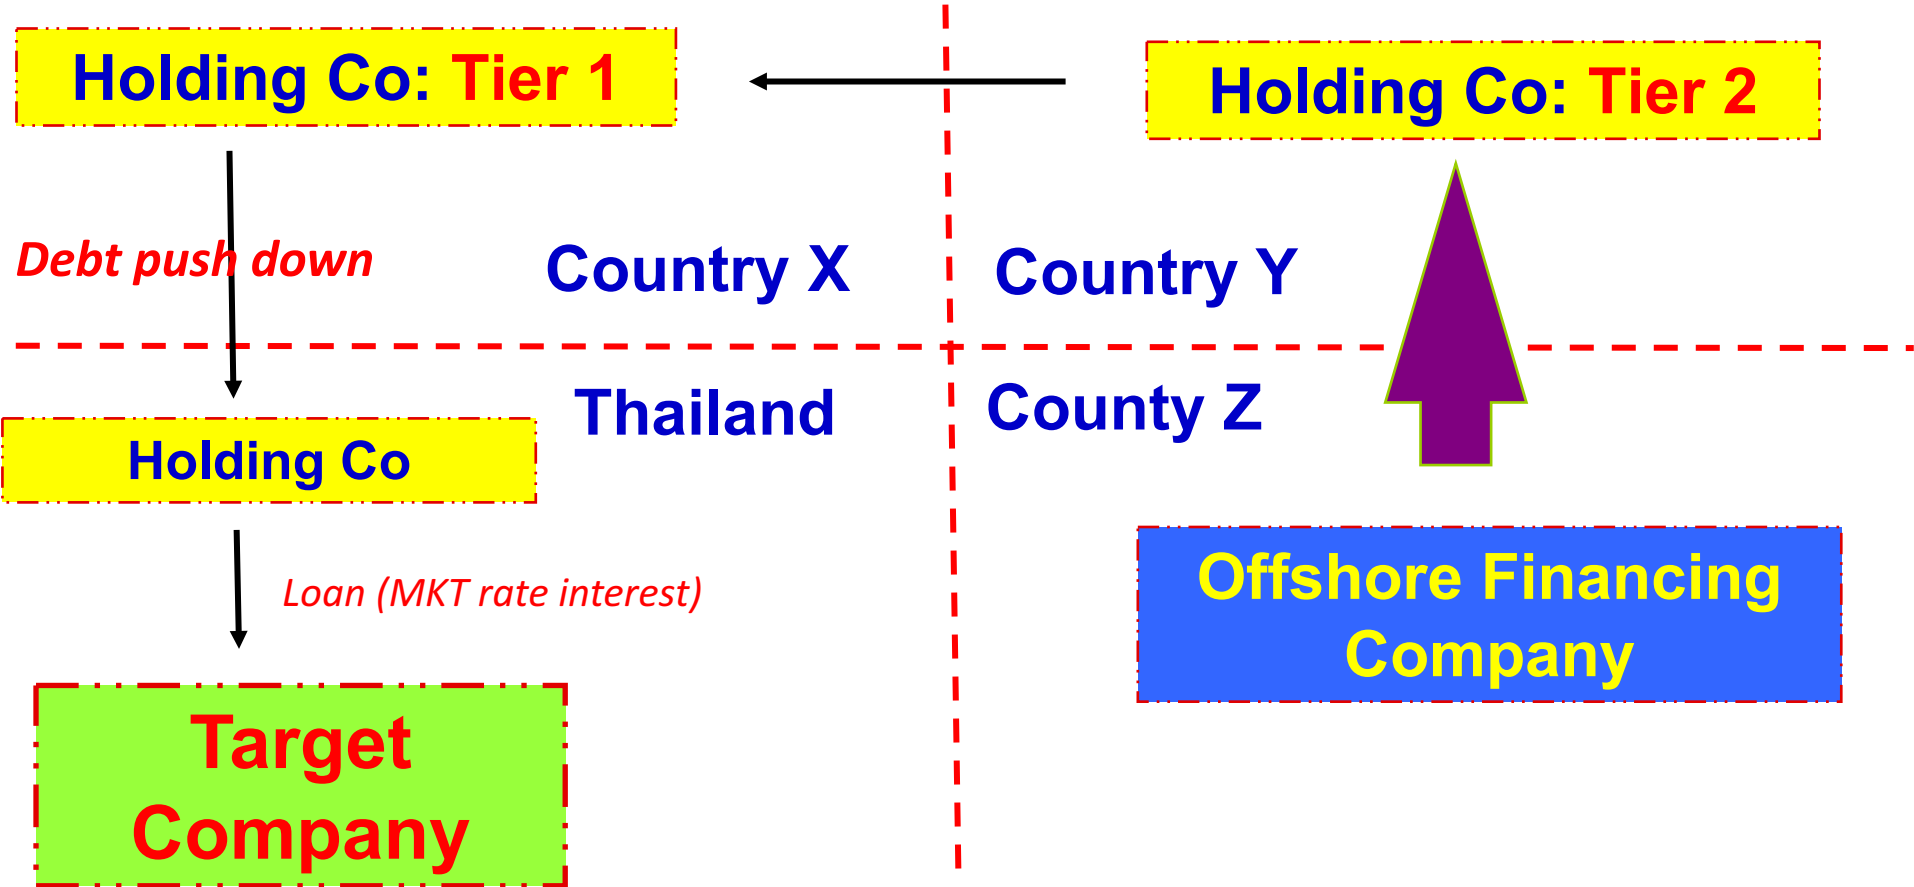 Holding Co: Tier 1
Holding Co: Tier 2
Debt push down
Country X
Country Y
Thailand
County Z
Holding Co
Loan (MKT rate interest)
Offshore Financing
Company
Target
Company